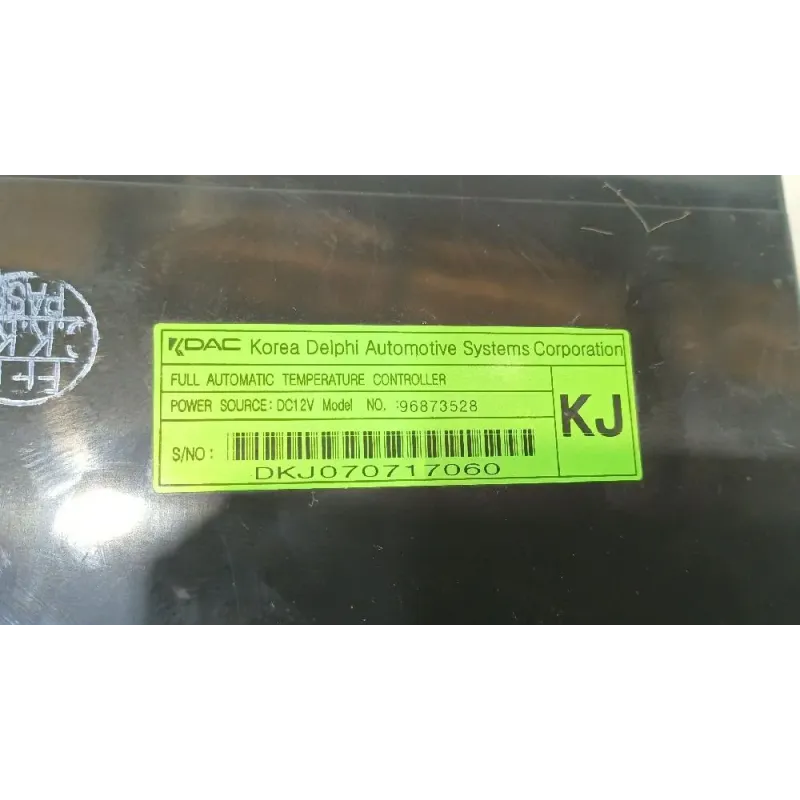 KDAC Korea Delphi Automotive Systems Corporation
FULL AUTOMATIC TEMPERATURE CONTROLLER
POWER SOURCE: DC12V Model NO. :96873528
KJ
S/NO :
DKJ070717060
PAS